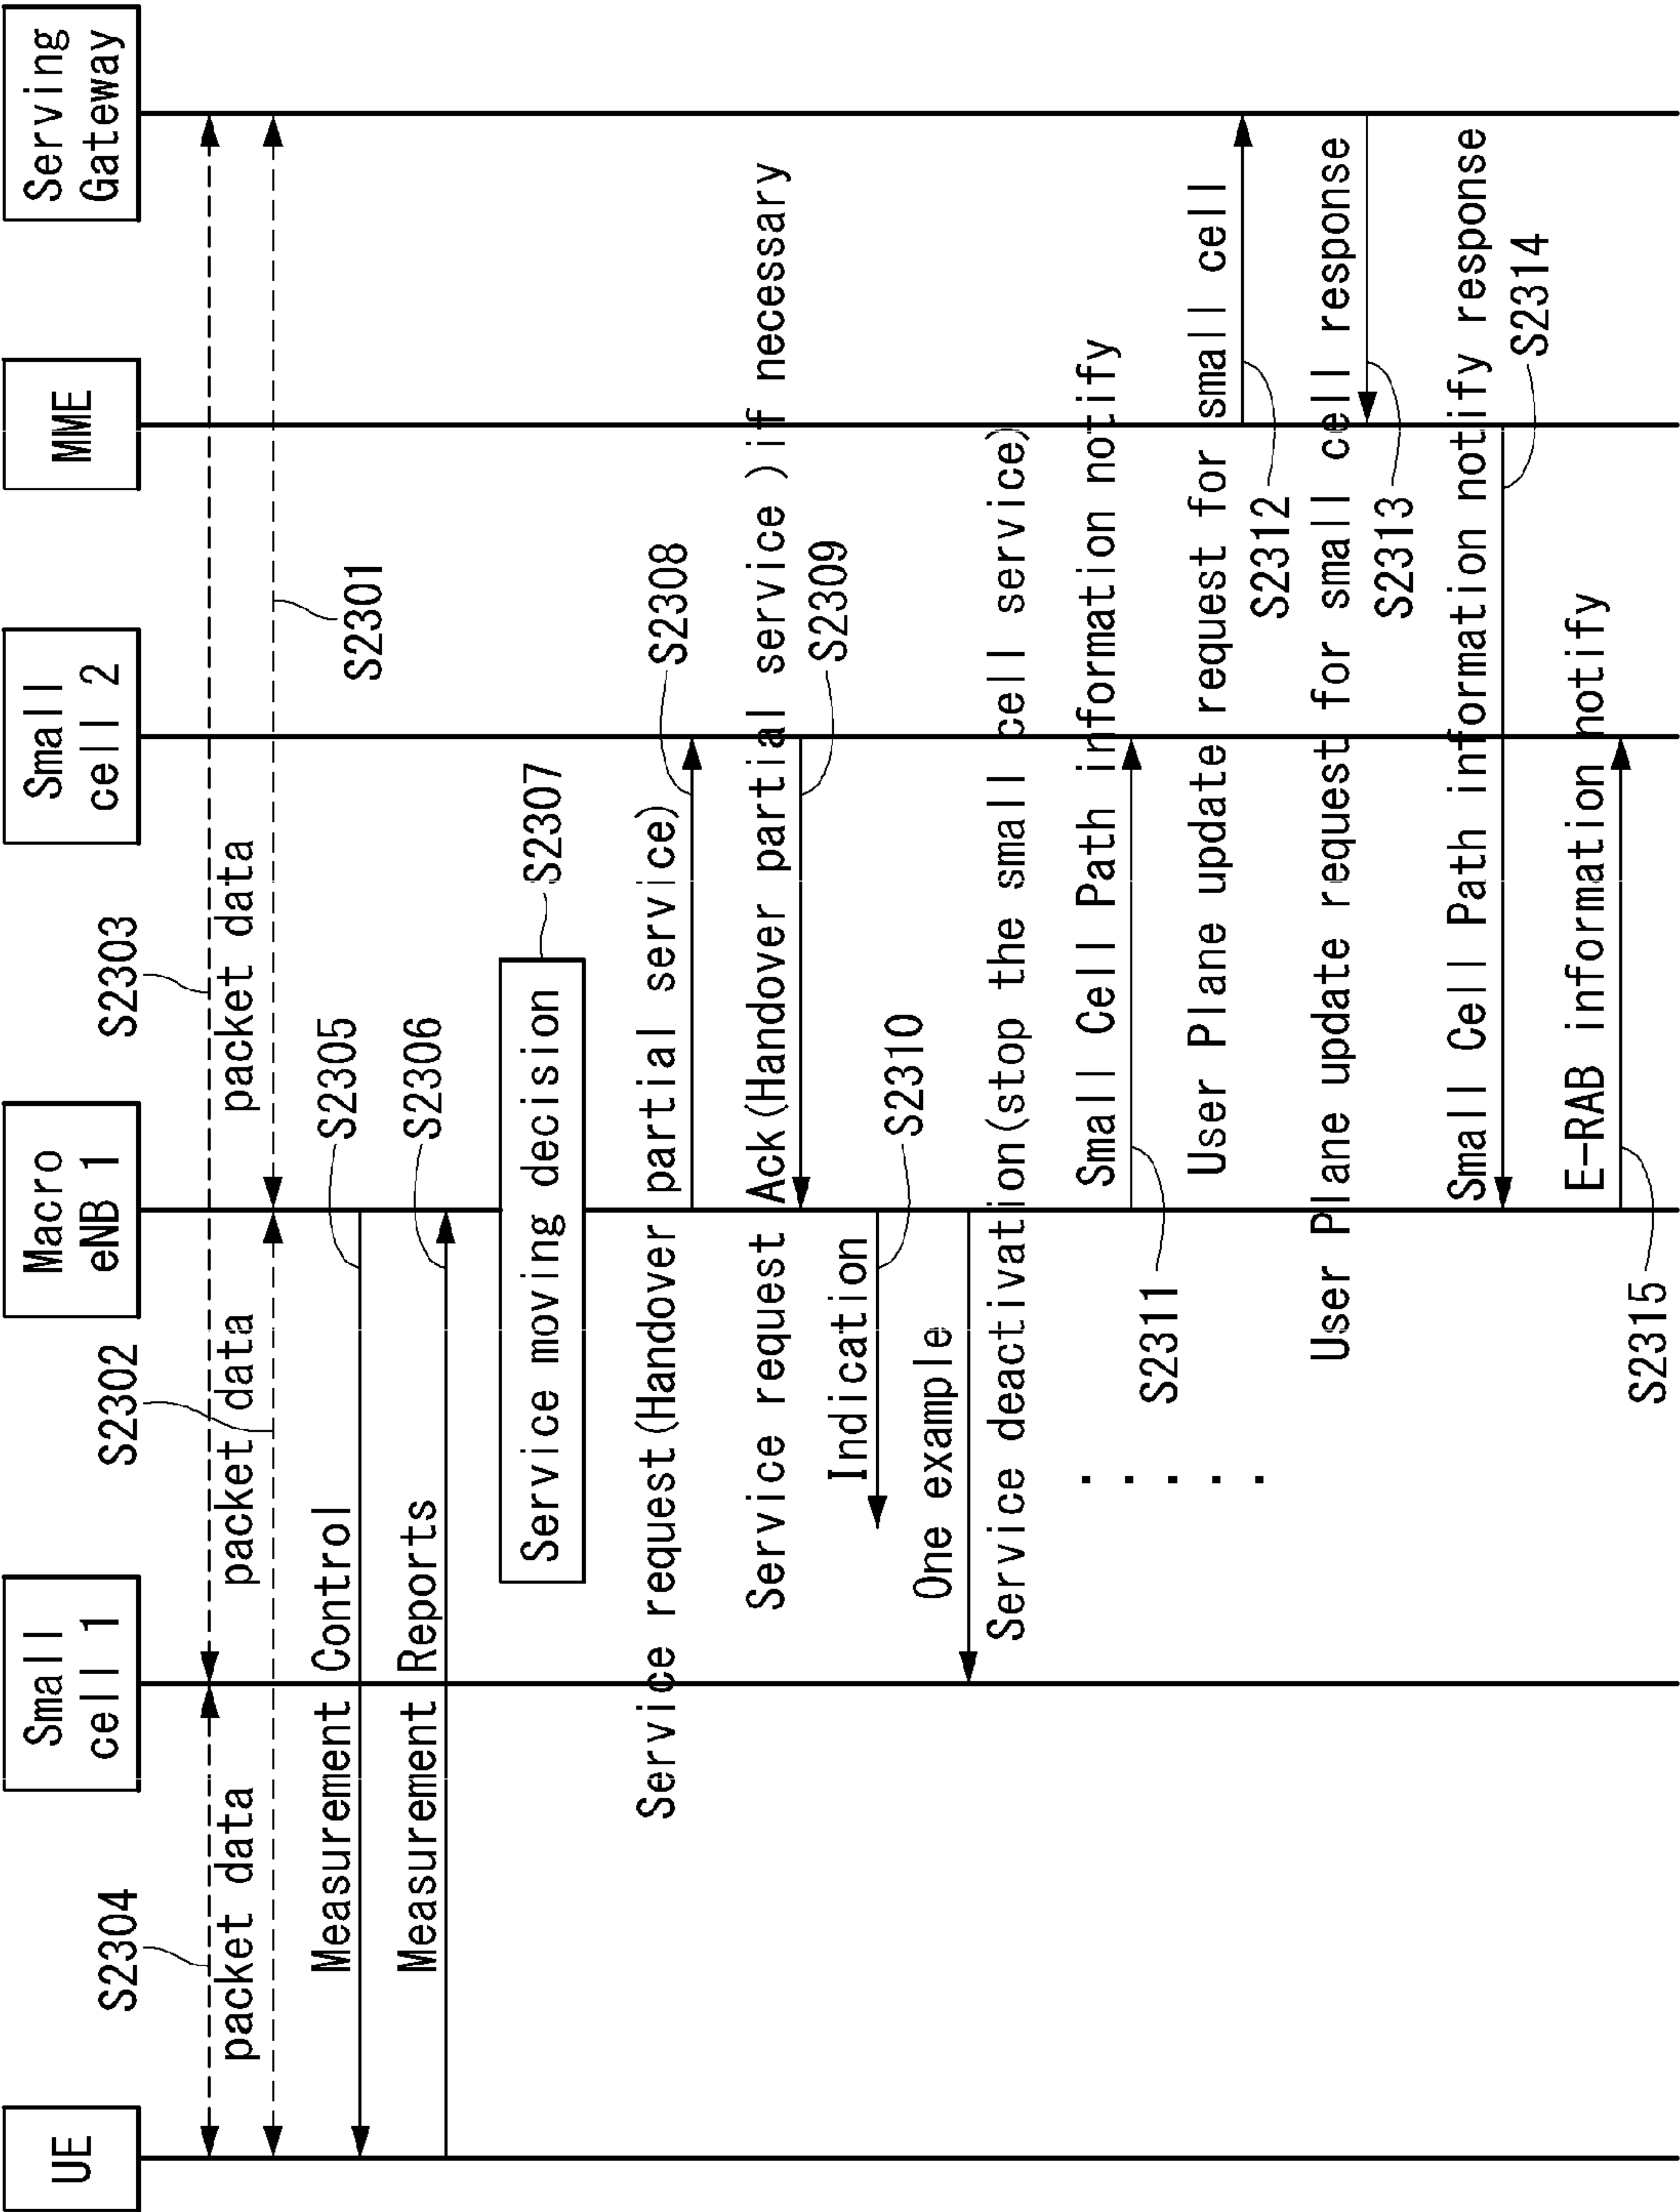 UE
Small
cell 1
Macro
eNB 1
Small
cell 2
MME
Serving
Gateway
S2304
S2302
S2303
packet data
packet data
packet data
S2301
Measurement Control
S2305
Measurement Reports
S2306
Service moving decision
S2307
Service request(Handover partial service)
S2308
Service request Ack(Handover partial service )if necessary
S2309
Indication
S2310
One example
Service deactivation(stop the small cell service)
.....
Small Cell Path information notify
S2311
User Plane update request for small cell
S2312
User Plane update request for small cell response
S2313
Small Cell Path information notify response
S2314
E-RAB information notify
S2315